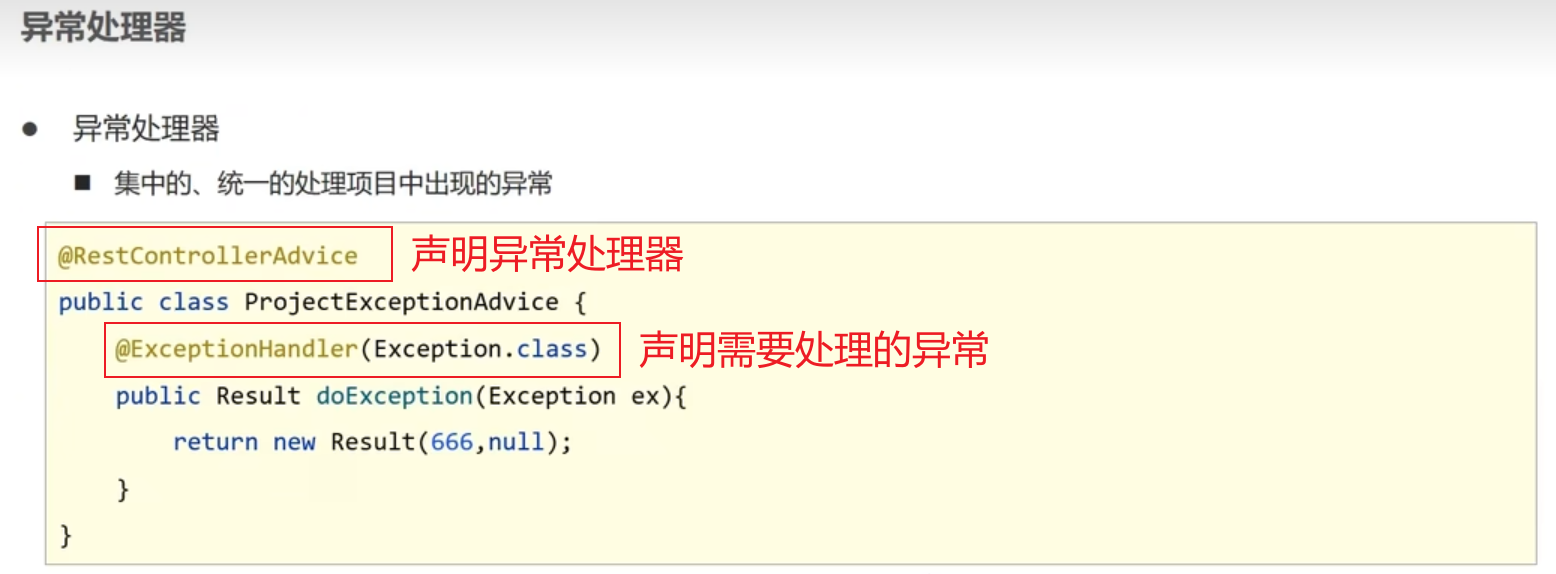 异常处理器
● 异常处理器
■ 集中的、统一的处理项目中出现的异常
@RestControllerAdvice 声明异常处理器
public class ProjectExceptionAdvice {
@ExceptionHandler(Exception.class) 声明需要处理的异常
public Result doException(Exception ex){
return new Result(666,null);
}
}